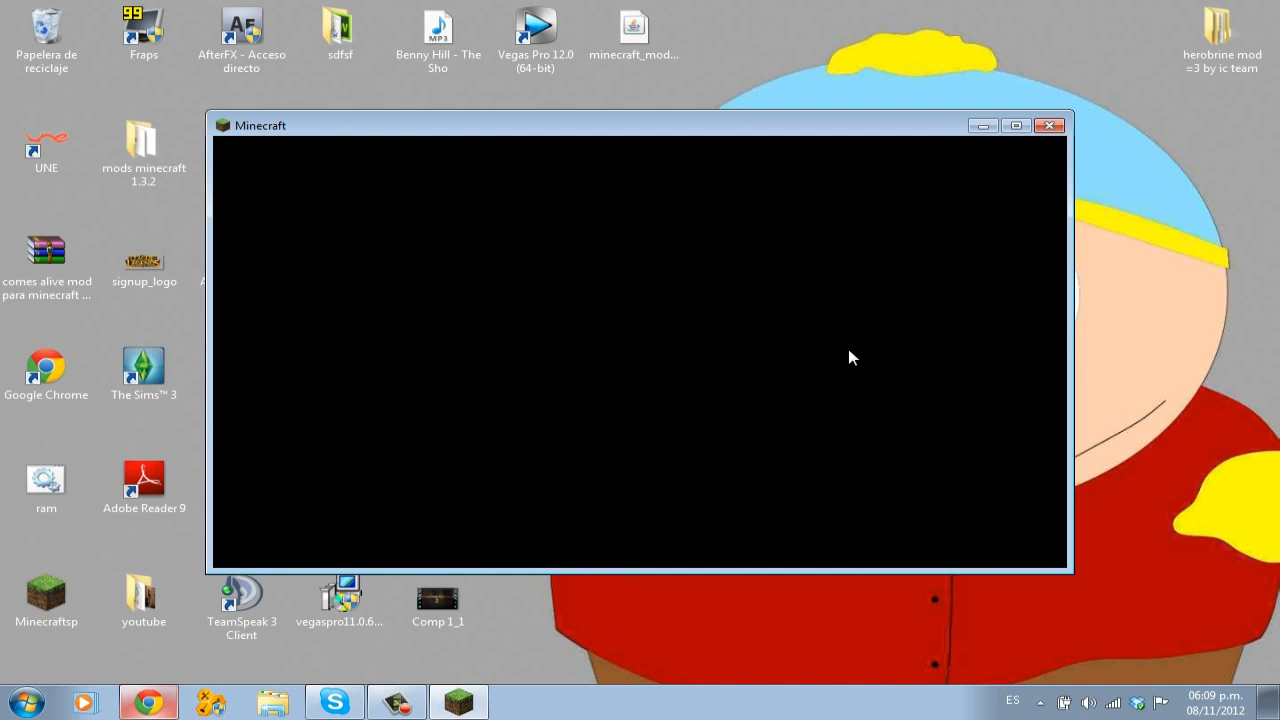 99
Papelera de
reciclaje
Fraps
AfterFX - Acceso
directo
sdfsf
Benny Hill - The
Sho
Vegas Pro 12.0
(64-bit)
minecraft_mod...
herobrine mod
=3 by ic team
Minecraft
UNE
mods minecraft
1.3.2
comes alive mod
para minecraft ...
signup_logo
Google Chrome
The Sims™ 3
ram
Adobe Reader 9
Minecraftsp
youtube
TeamSpeak 3
Client
vegaspro11.0.6...
Comp 1_1
ES
06:09 p.m.
08/11/2012